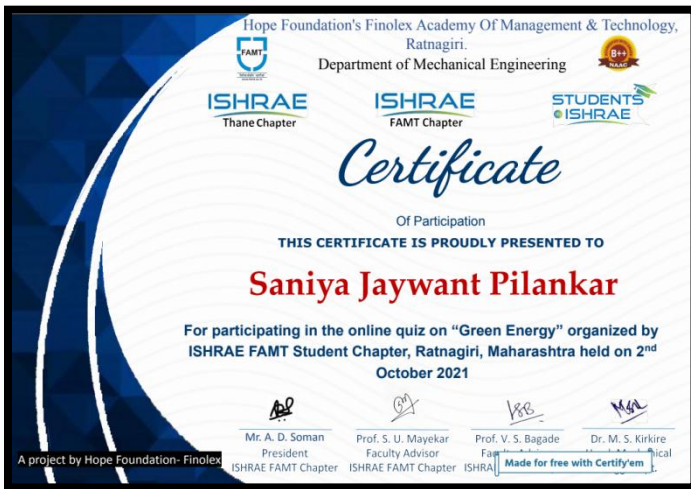 Hope Foundation's Finolex Academy Of Management & Technology,
Ratnagiri.
FAMT
Department of Mechanical Engineering
B++
NAAC
ISHRAE
Thane Chapter
ISHRAE
FAMT Chapter
STUDENTS
@ISHRAE
Certificate
Of Participation
THIS CERTIFICATE IS PROUDLY PRESENTED TO
Saniya Jaywant Pilankar
For participating in the online quiz on “Green Energy” organized by
ISHRAE FAMT Student Chapter, Ratnagiri, Maharashtra held on 2nd
October 2021
Mr. A. D. Soman
President
ISHRAE FAMT Chapter
Prof. S. U. Mayekar
Faculty Advisor
ISHRAE FAMT Chapter
Prof. V. S. Bagade
Dr. M. S. Kirkire
Made for free with Certify'em
A project by Hope Foundation- Finolex